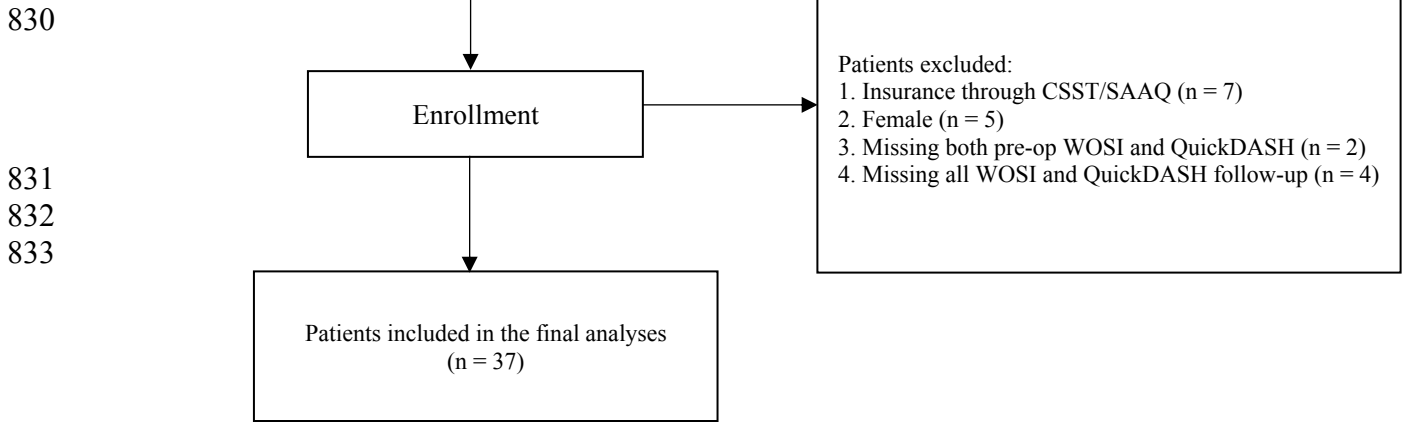 830
Patients excluded:
1. Insurance through CSST/SAAQ (n = 7)
Enrollment
2. Female (n = 5)
3. Missing both pre-op WOSI and QuickDASH (n = 2)
831
4. Missing all WOSI and QuickDASH follow-up (n = 4)
832
833
Patients included in the final analyses
(n = 37)